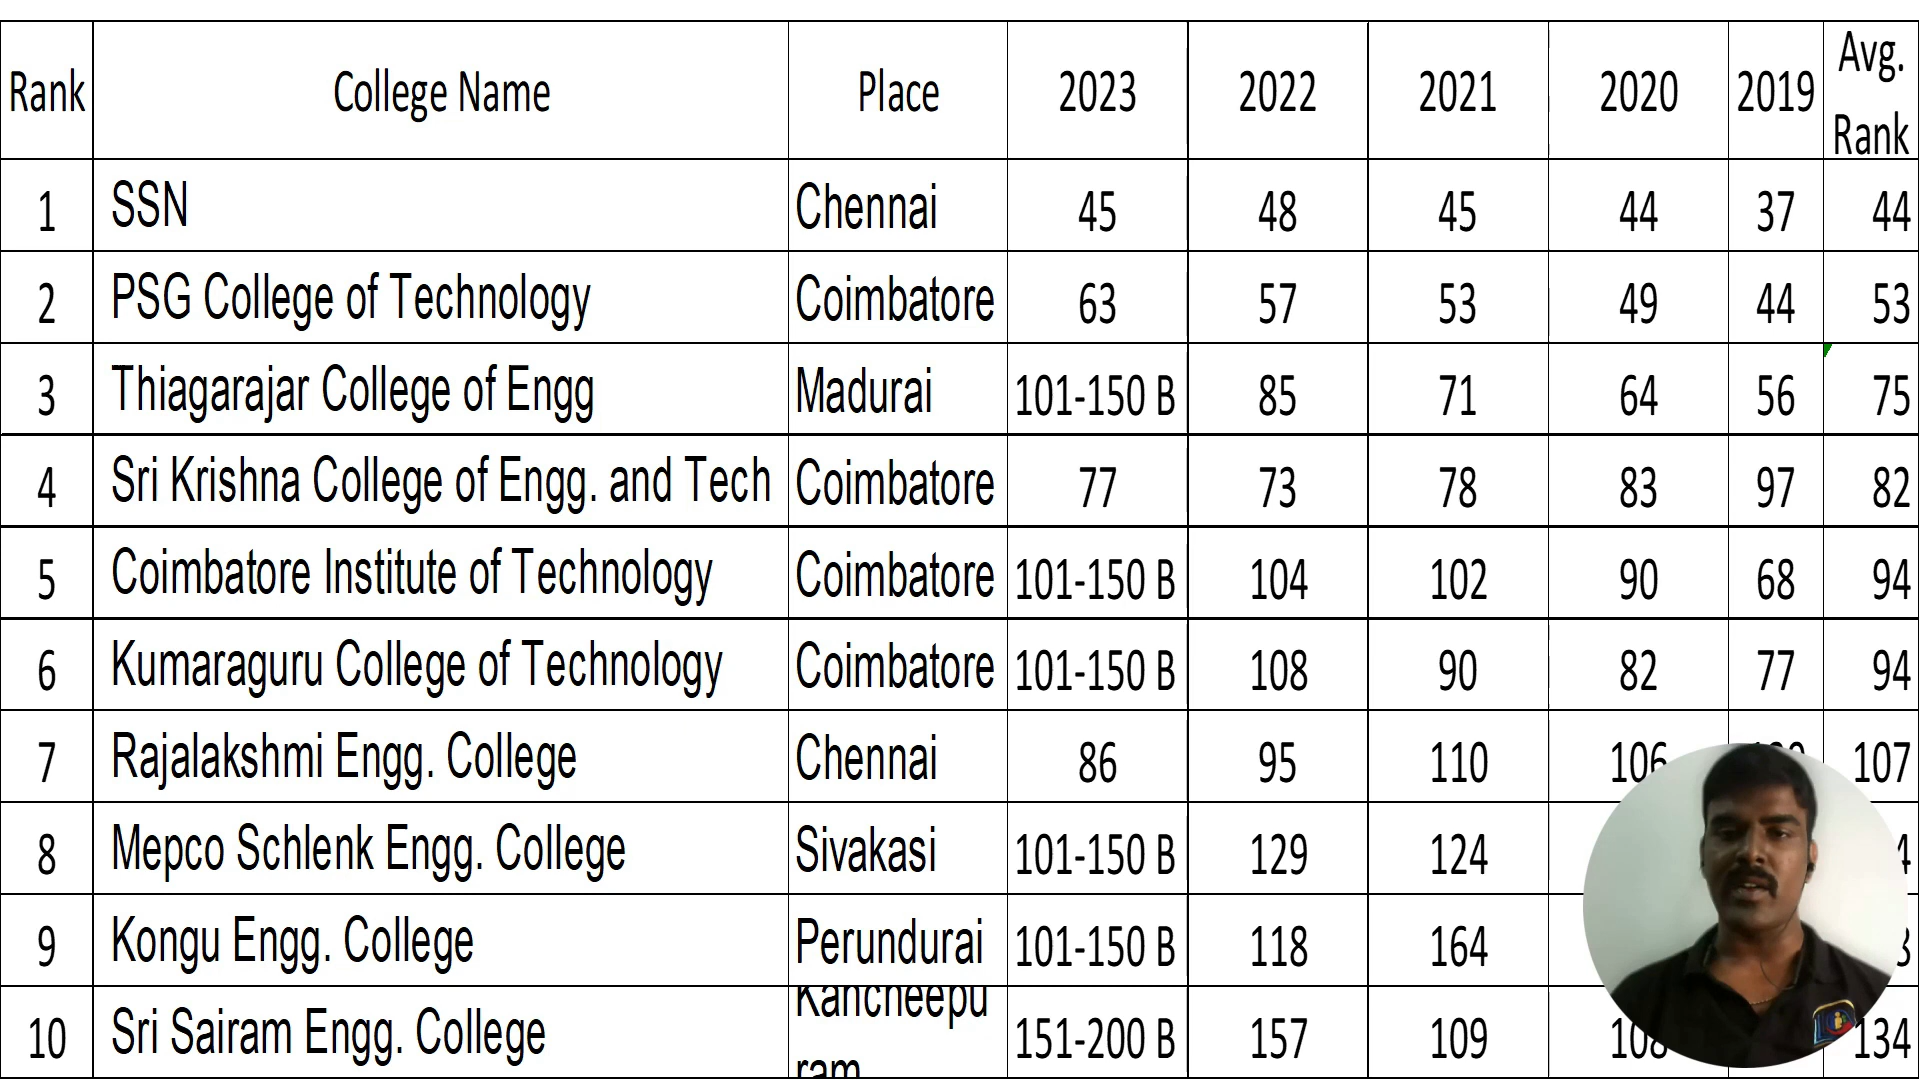 Rank College Name Place 2023 2022 2021 2020 2019 Avg. Rank
1 SSN Chennai 45 48 45 44 37 44
2 PSG College of Technology Coimbatore 63 57 53 49 44 53
3 Thiagarajar College of Engg Madurai 101-150 B 85 71 64 56 75
4 Sri Krishna College of Engg. and Tech Coimbatore 77 73 78 83 97 82
5 Coimbatore Institute of Technology Coimbatore 101-150 B 104 102 90 68 94
6 Kumaraguru College of Technology Coimbatore 101-150 B 108 90 82 77 94
7 Rajalakshmi Engg. College Chennai 86 95 110 106 107
8 Mepco Schlenk Engg. College Sivakasi 101-150 B 129 124
9 Kongu Engg. College Perundurai 101-150 B 118 164
10 Sri Sairam Engg. College Kancheepu ram 151-200 B 157 109 108 134